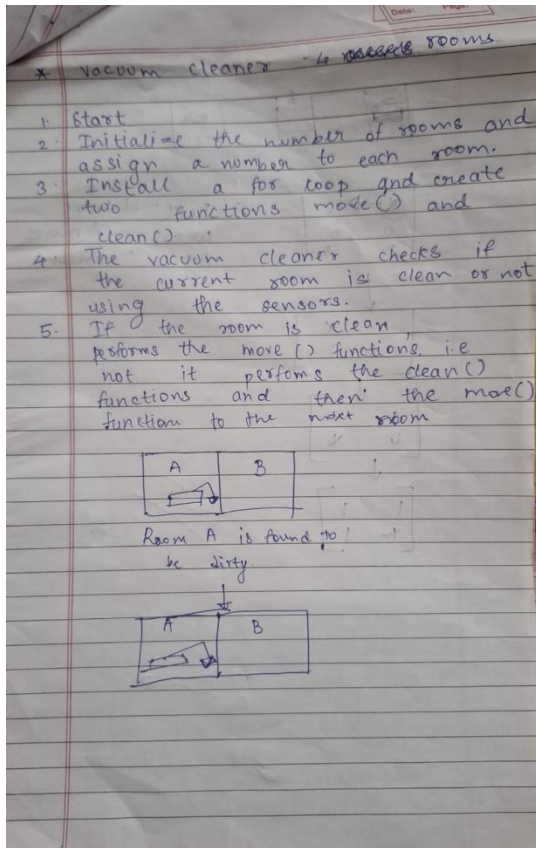 Date: Page:
* Vacuum cleaner - 4 rooms
1. Start
2. Initialize the number of rooms and
assign a number to each room.
3. Install a for loop and create
two functions move() and
clean().
4. The vacuum cleaner checks if
the current room is clean or not
using the sensors.
5. If the room is clean,
performs the move() functions, i.e
not it perfoms the clean()
functions and then the move()
function to the next room
A B
Room A is found to
be dirty.
A B